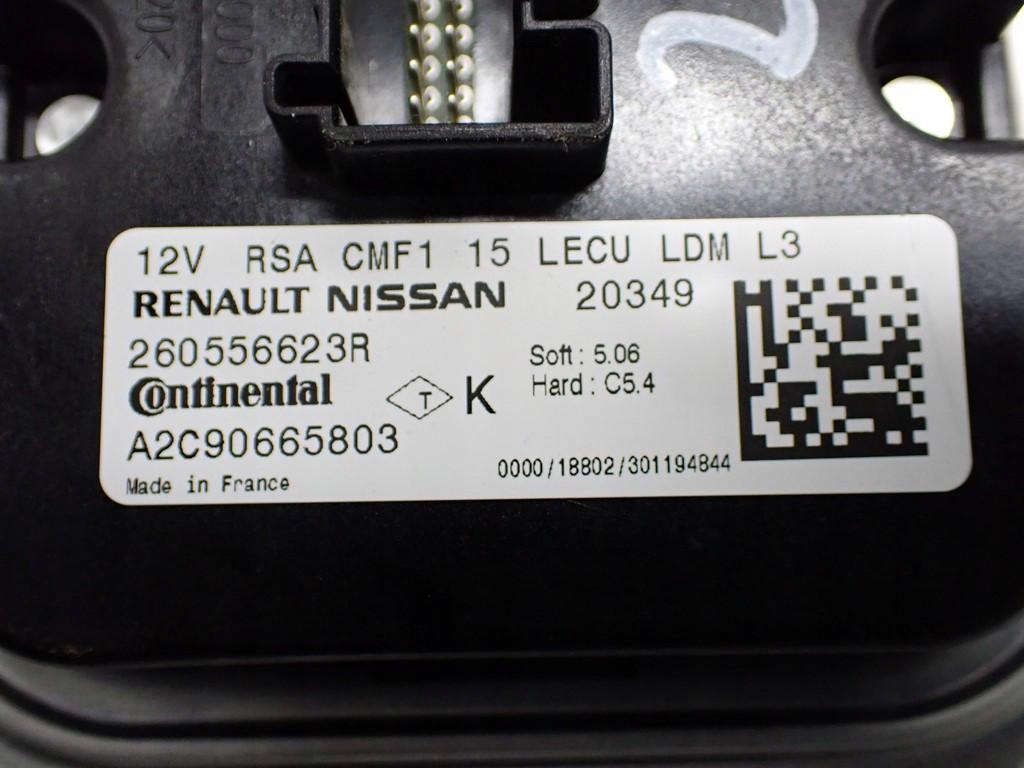 12V RSA CMF1 15 LECU LDM L3
RENAULT NISSAN 20349
260556623R
Soft : 5.06
Continental T K Hard : C5.4
A2C90665803
0000/18802/301194844
Made in France